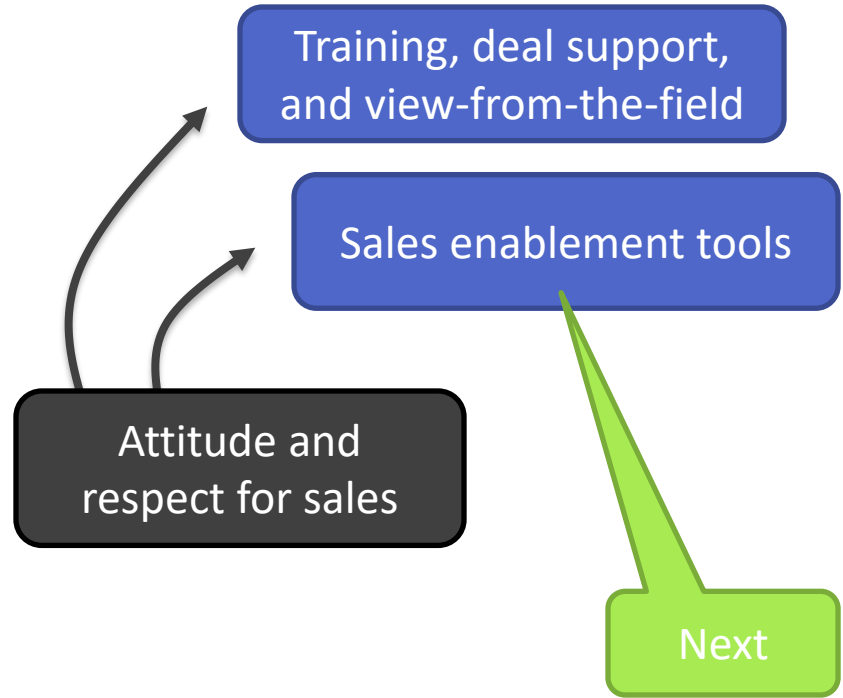 Training, deal support,
and view-from-the-field
Sales enablement tools
Attitude and
respect for sales
Next